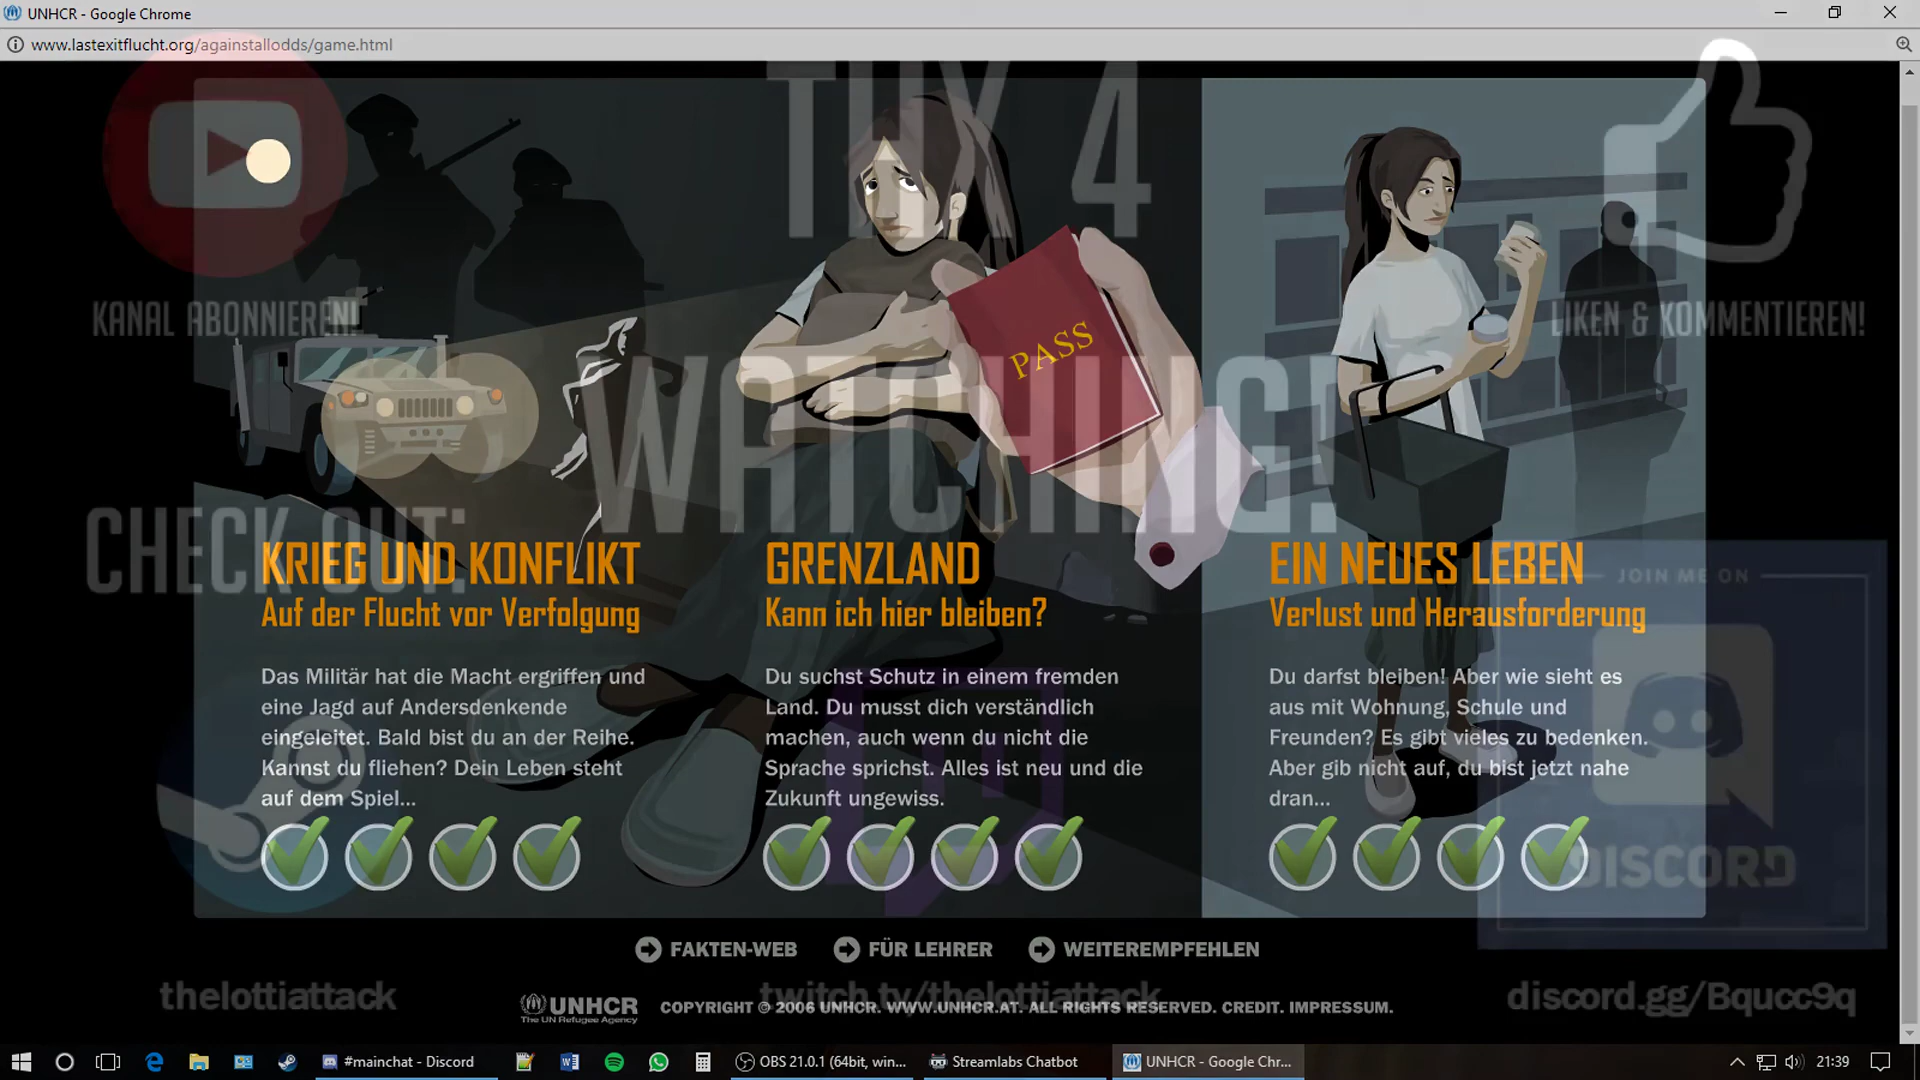 UNHCR - Google Chrome
www.lastexitflucht.org/againstallodds/game.html
THX 4
WATCHING!
KANAL ABONNIEREN!
LIKEN & KOMMENTIEREN!
PASS
CHECK OUT:
KRIEG UND KONFLIKT
Auf der Flucht vor Verfolgung
Das Militär hat die Macht ergriffen und
eine Jagd auf Andersdenkende
eingeleitet. Bald bist du an der Reihe.
Kannst du fliehen? Dein Leben steht
auf dem Spiel...
GRENZLAND
Kann ich hier bleiben?
Du suchst Schutz in einem fremden
Land. Du musst dich verständlich
machen, auch wenn du nicht die
Sprache sprichst. Alles ist neu und die
Zukunft ungewiss.
EIN NEUES LEBEN
Verlust und Herausforderung
Du darfst bleiben! Aber wie sieht es
aus mit Wohnung, Schule und
Freunden? Es gibt vieles zu bedenken.
Aber gib nicht auf, du bist jetzt nahe
dran...
JOIN ME ON
DISCORD
FAKTEN-WEB
FÜR LEHRER
WEITEREMPFEHLEN
thelottiattack
twitch.tv/thelottiattack
discord.gg/Bqucc9q
UNHCR
The UN Refugee Agency
COPYRIGHT © 2006 UNHCR. WWW.UNHCR.AT. ALL RIGHTS RESERVED. CREDIT. IMPRESSUM.
#mainchat - Discord
OBS 21.0.1 (64bit, win...
Streamlabs Chatbot
UNHCR - Google Chr...
21:39